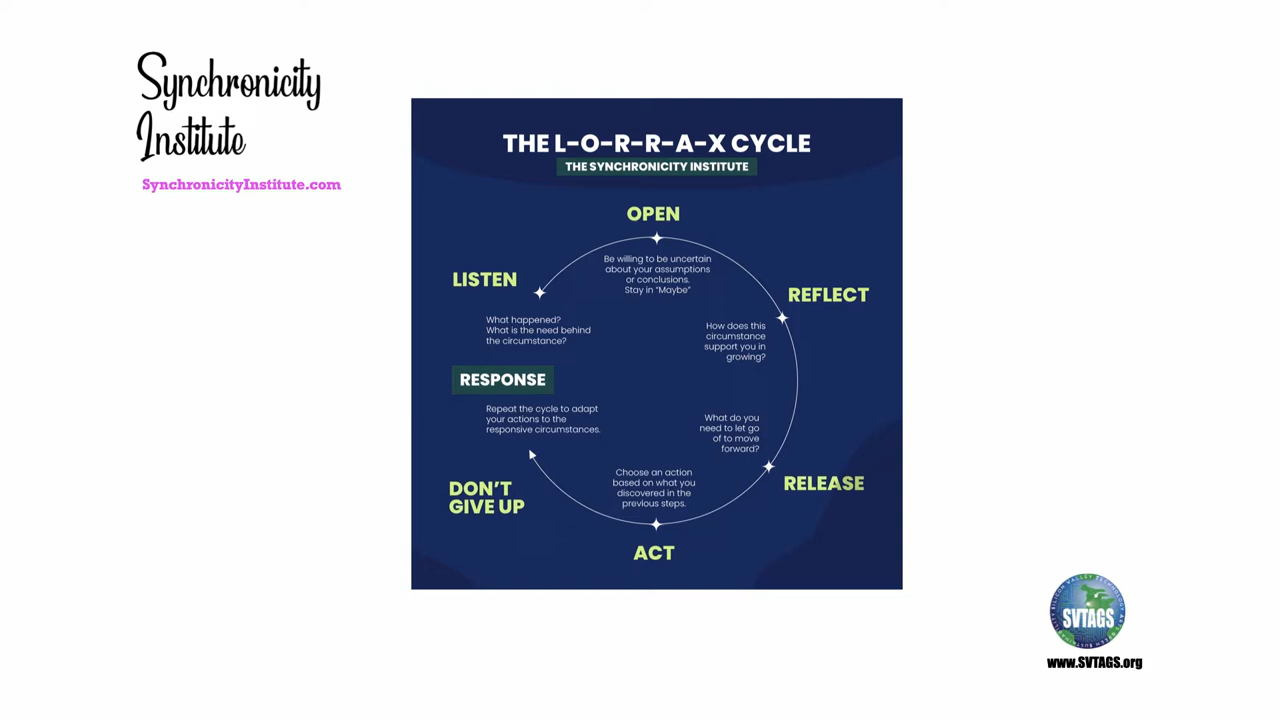 Synchronicity
Institute
SynchronicityInstitute.com
THE L-O-R-R-A-X CYCLE
THE SYNCHRONICITY INSTITUTE
OPEN
Be willing to be uncertain
about your assumptions
or conclusions.
Stay in “Maybe”
LISTEN
What happened?
What is the need behind
the circumstance?
REFLECT
How does this
circumstance
support you in
growing?
RESPONSE
Repeat the cycle to adapt
your actions to the
responsive circumstances.
What do you
need to let go
of to move
forward?
RELEASE
Choose an action
based on what you
discovered in the
previous steps.
DON’T
GIVE UP
ACT
SVTAGS
www.SVTAGS.org